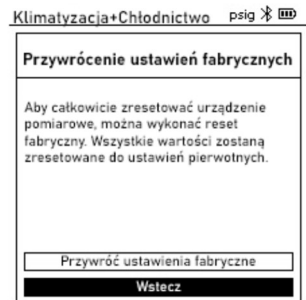 Klimatyzacja+Chłodnictwo psig
Przywrócenie ustawień fabrycznych
Aby całkowicie zresetować urządzenie
pomiarowe, można wykonać reset
fabryczny. Wszystkie wartości zostaną
zresetowane do ustawień pierwotnych.
Przywróć ustawienia fabryczne
Wstecz